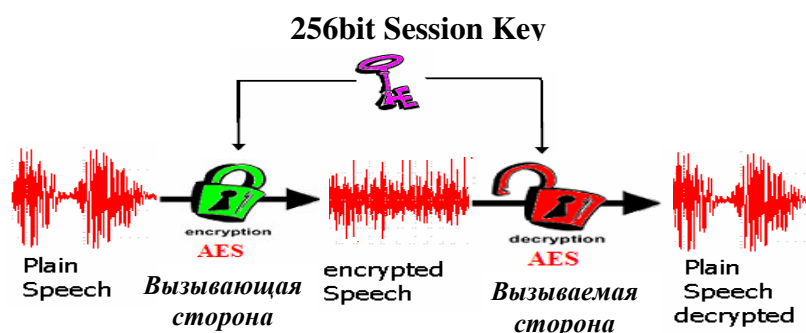 256bit Session Key
encryption
AES
decryption
AES
Plain
Speech
Вызывающая
сторона
encrypted
Speech
Вызываемая
сторона
Plain
Speech
decrypted